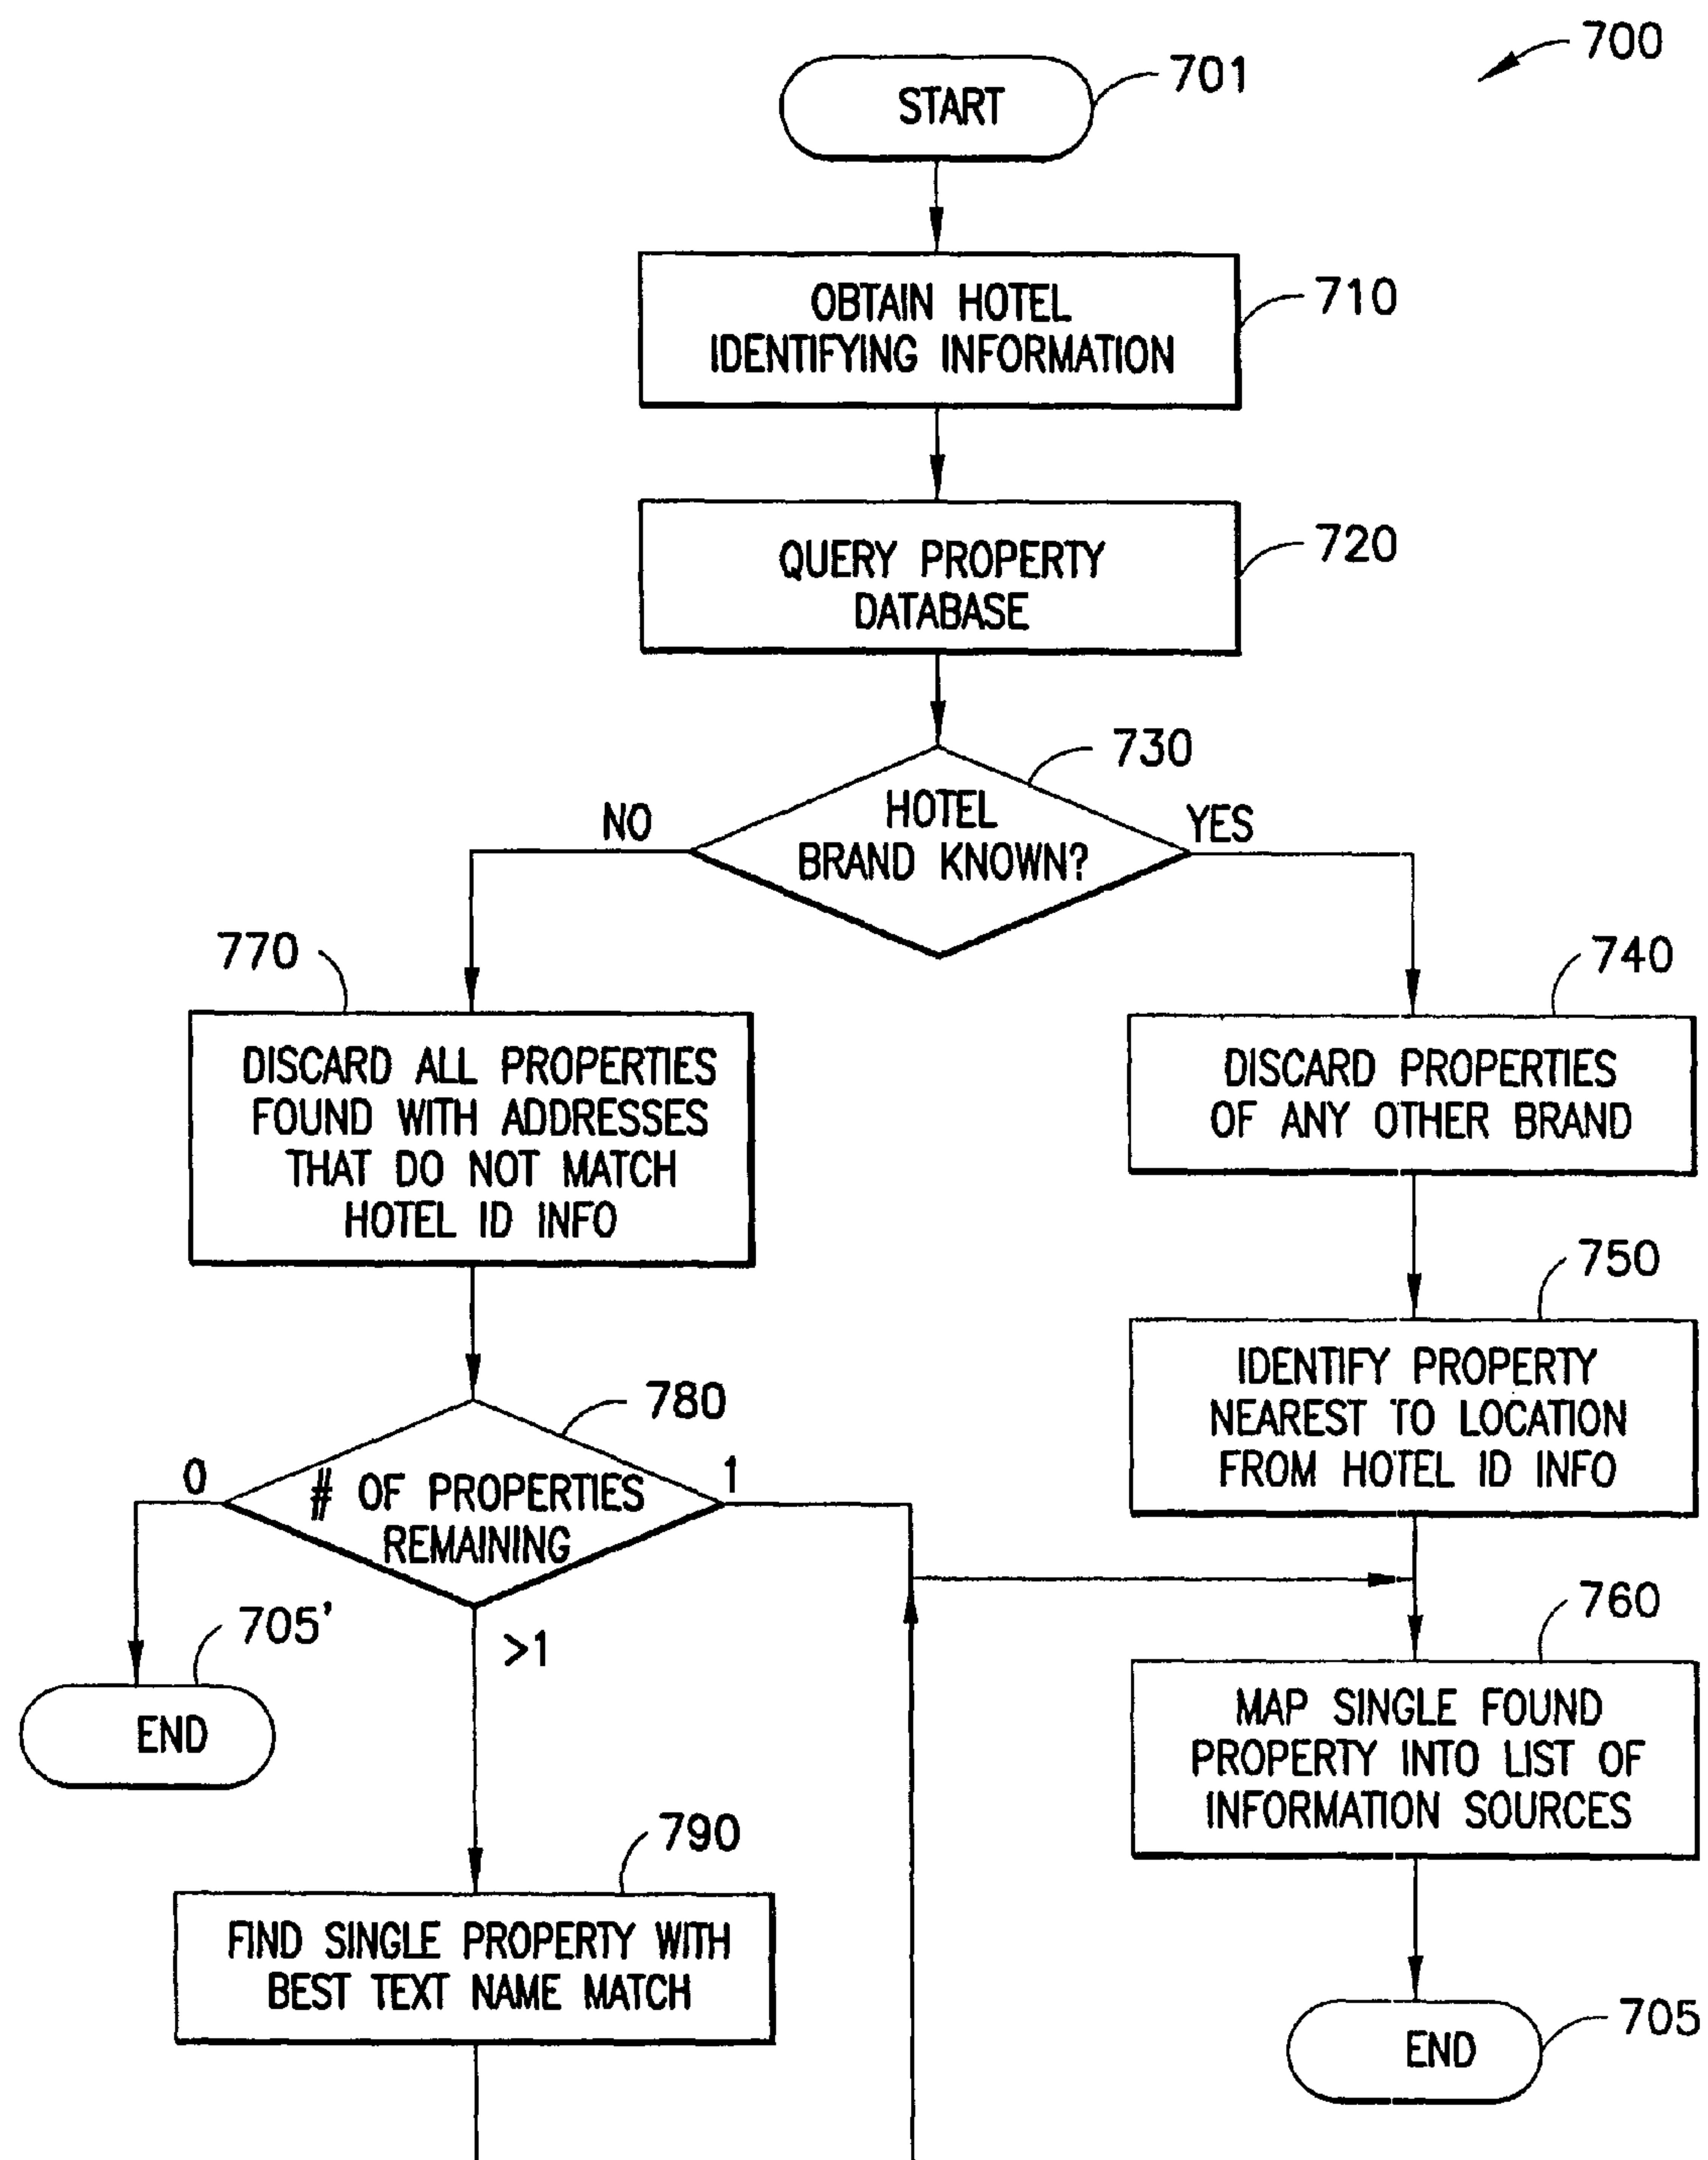 700
START
701
OBTAIN HOTEL
IDENTIFYING INFORMATION
710
QUERY PROPERTY
DATABASE
720
HOTEL
BRAND KNOWN?
730
NO
YES
770
DISCARD ALL PROPERTIES
FOUND WITH ADDRESSES
THAT DO NOT MATCH
HOTEL ID INFO
740
DISCARD PROPERTIES
OF ANY OTHER BRAND
750
IDENTIFY PROPERTY
NEAREST TO LOCATION
FROM HOTEL ID INFO
780
# OF PROPERTIES
REMAINING
0
1
>1
705'
END
760
MAP SINGLE FOUND
PROPERTY INTO LIST OF
INFORMATION SOURCES
790
FIND SINGLE PROPERTY WITH
BEST TEXT NAME MATCH
705
END